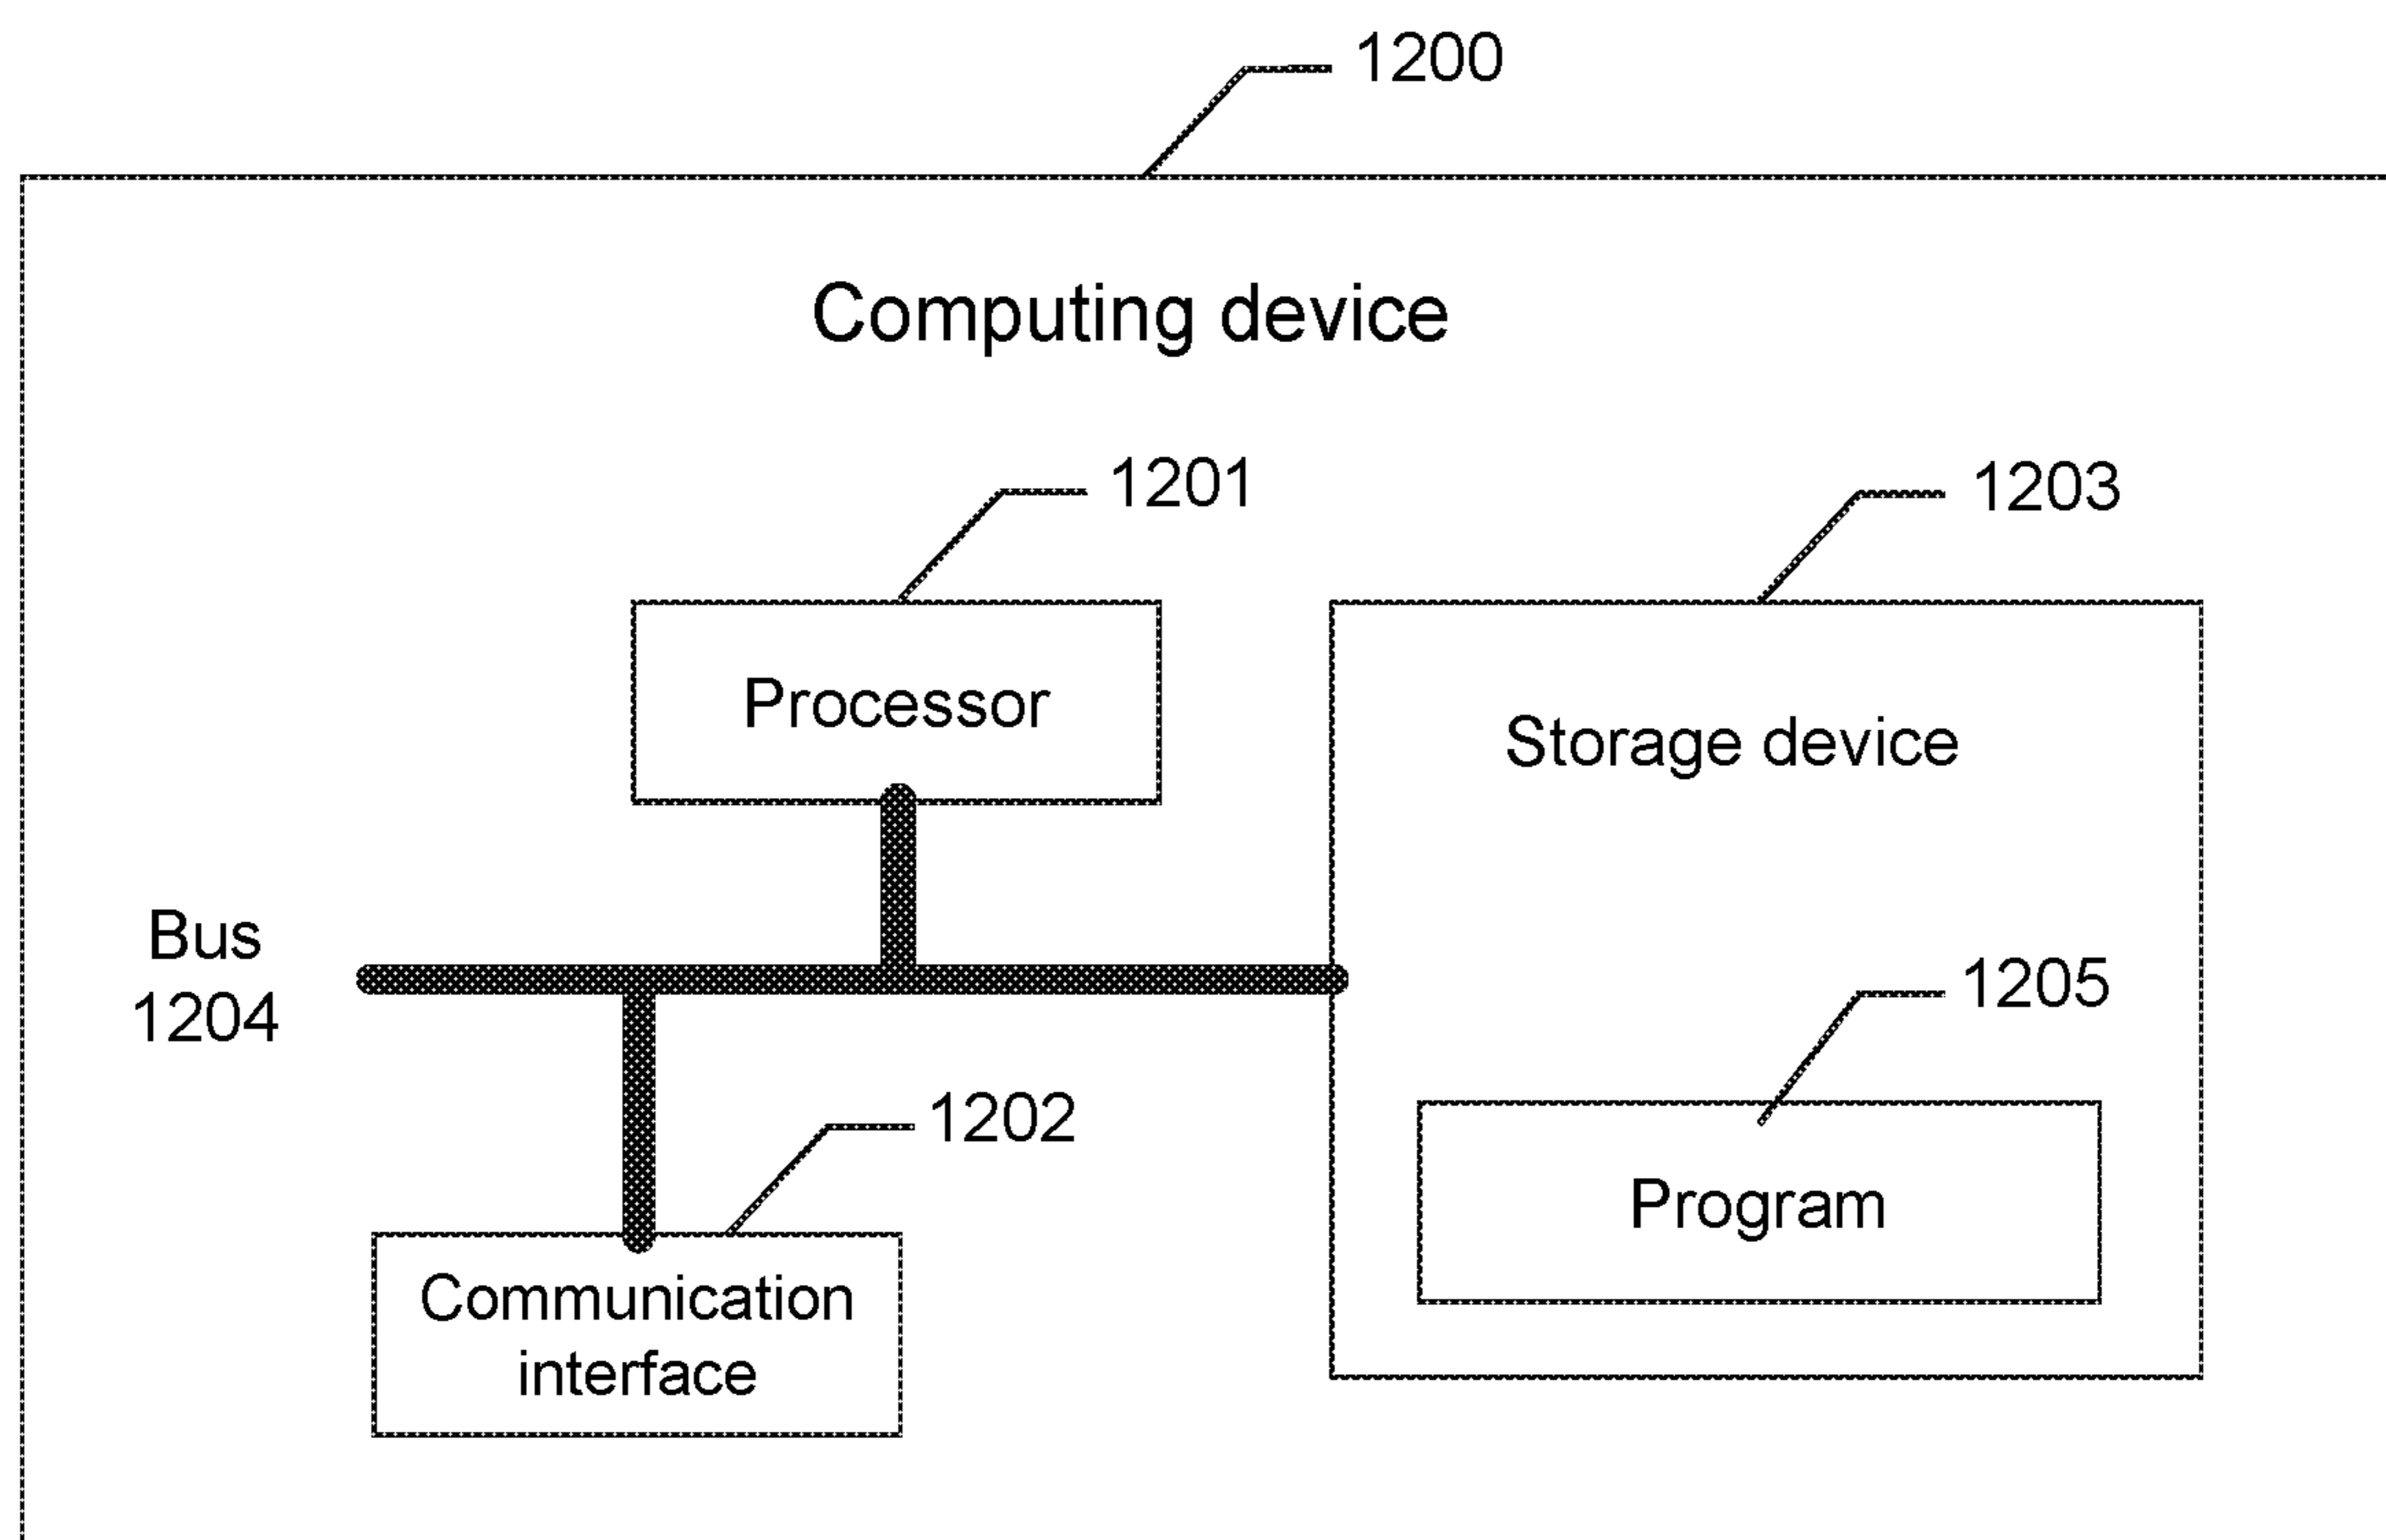 1200
Computing device
1201
1203
Processor
Storage device
Bus
1204
1205
1202
Program
Communication
interface